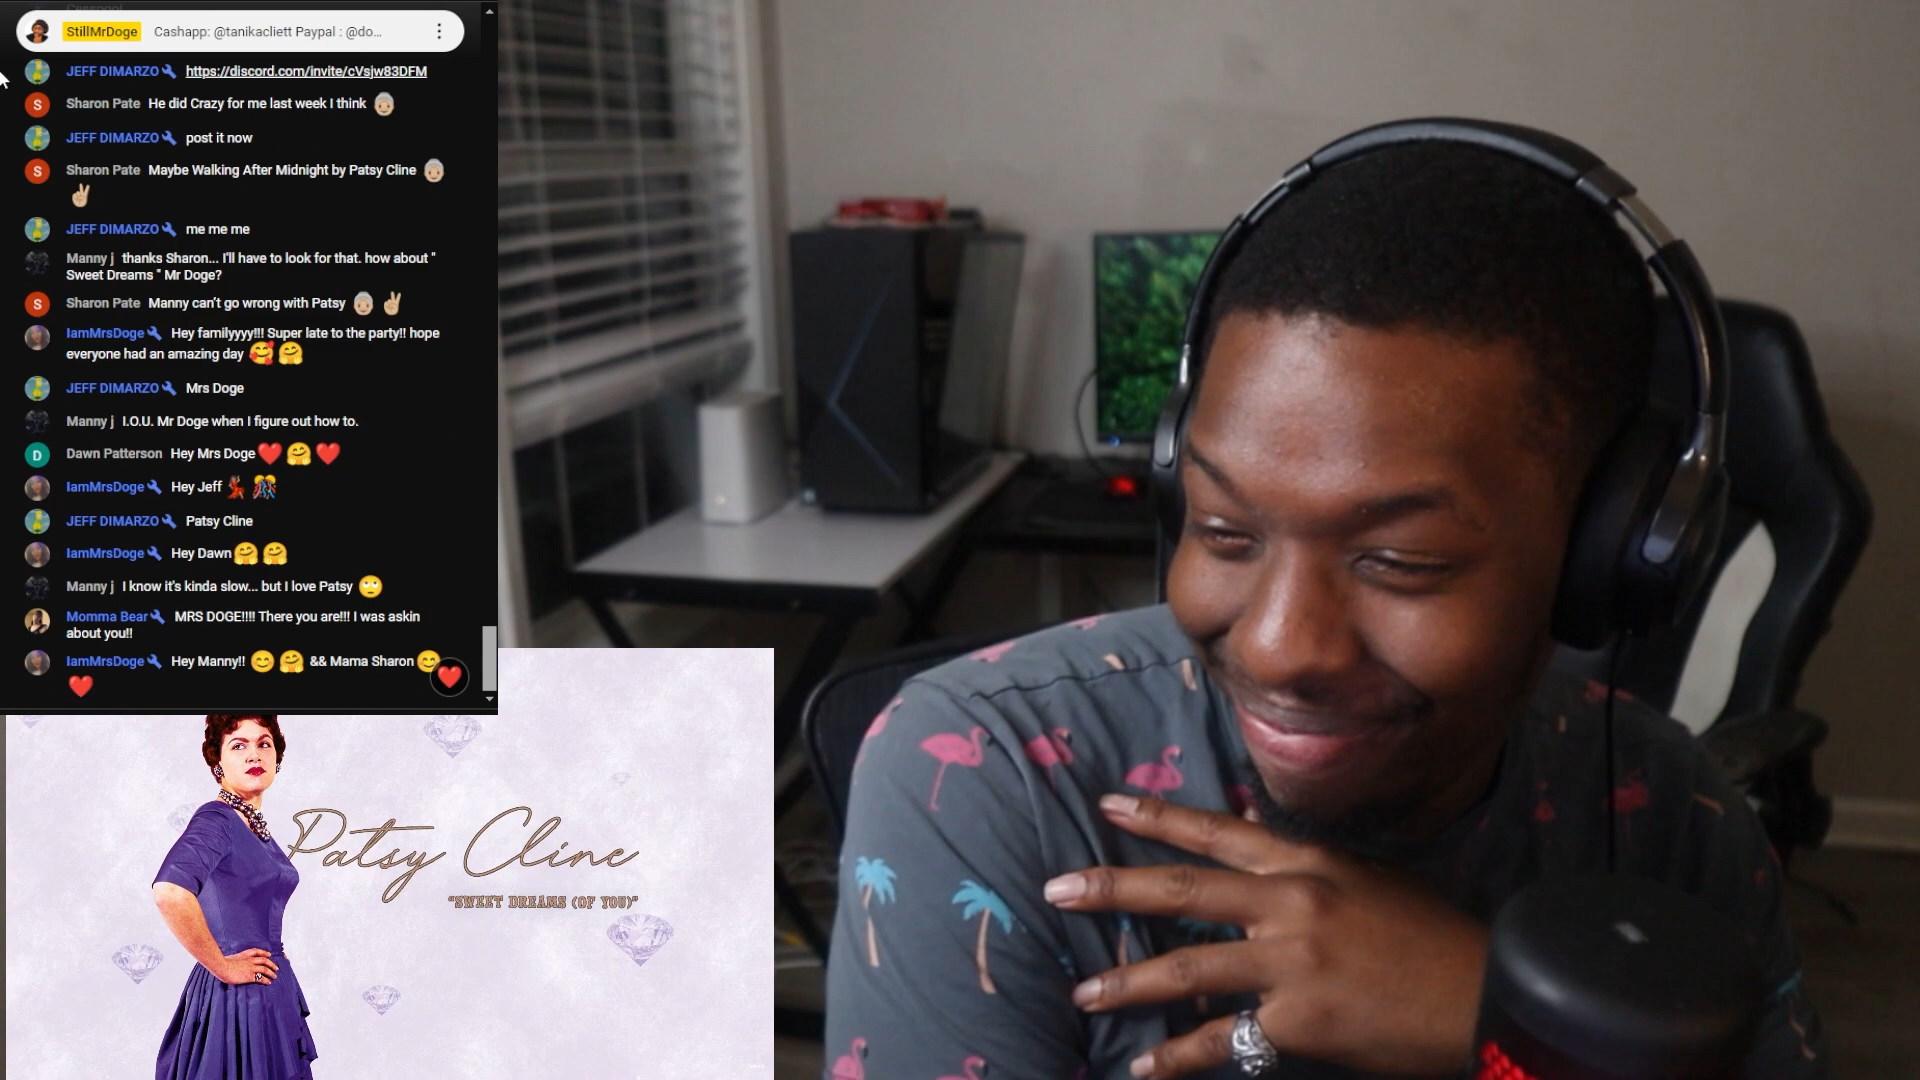 StillMrDoge Cashapp: @tanikacliett Paypal : @do...
JEFF DIMARZO https://discord.com/invite/cVsjw83DFM
S Sharon Pate He did Crazy for me last week I think
JEFF DIMARZO post it now
S Sharon Pate Maybe Walking After Midnight by Patsy Cline
JEFF DIMARZO me me me
Manny j thanks Sharon... I'll have to look for that. how about "
Sweet Dreams " Mr Doge?
S Sharon Pate Manny can't go wrong with Patsy
IamMrsDoge Hey familyyyy!!! Super late to the party!! hope
everyone had an amazing day
JEFF DIMARZO Mrs Doge
Manny j I.O.U. Mr Doge when I figure out how to.
D Dawn Patterson Hey Mrs Doge
IamMrsDoge Hey Jeff
JEFF DIMARZO Patsy Cline
IamMrsDoge Hey Dawn
Manny j I know it's kinda slow... but I love Patsy
Momma Bear MRS DOGE!!!! There you are!!! I was askin
about you!!
IamMrsDoge Hey Manny!! && Mama Sharon
Patsy Cline
"SWEET DREAMS (OF YOU)"